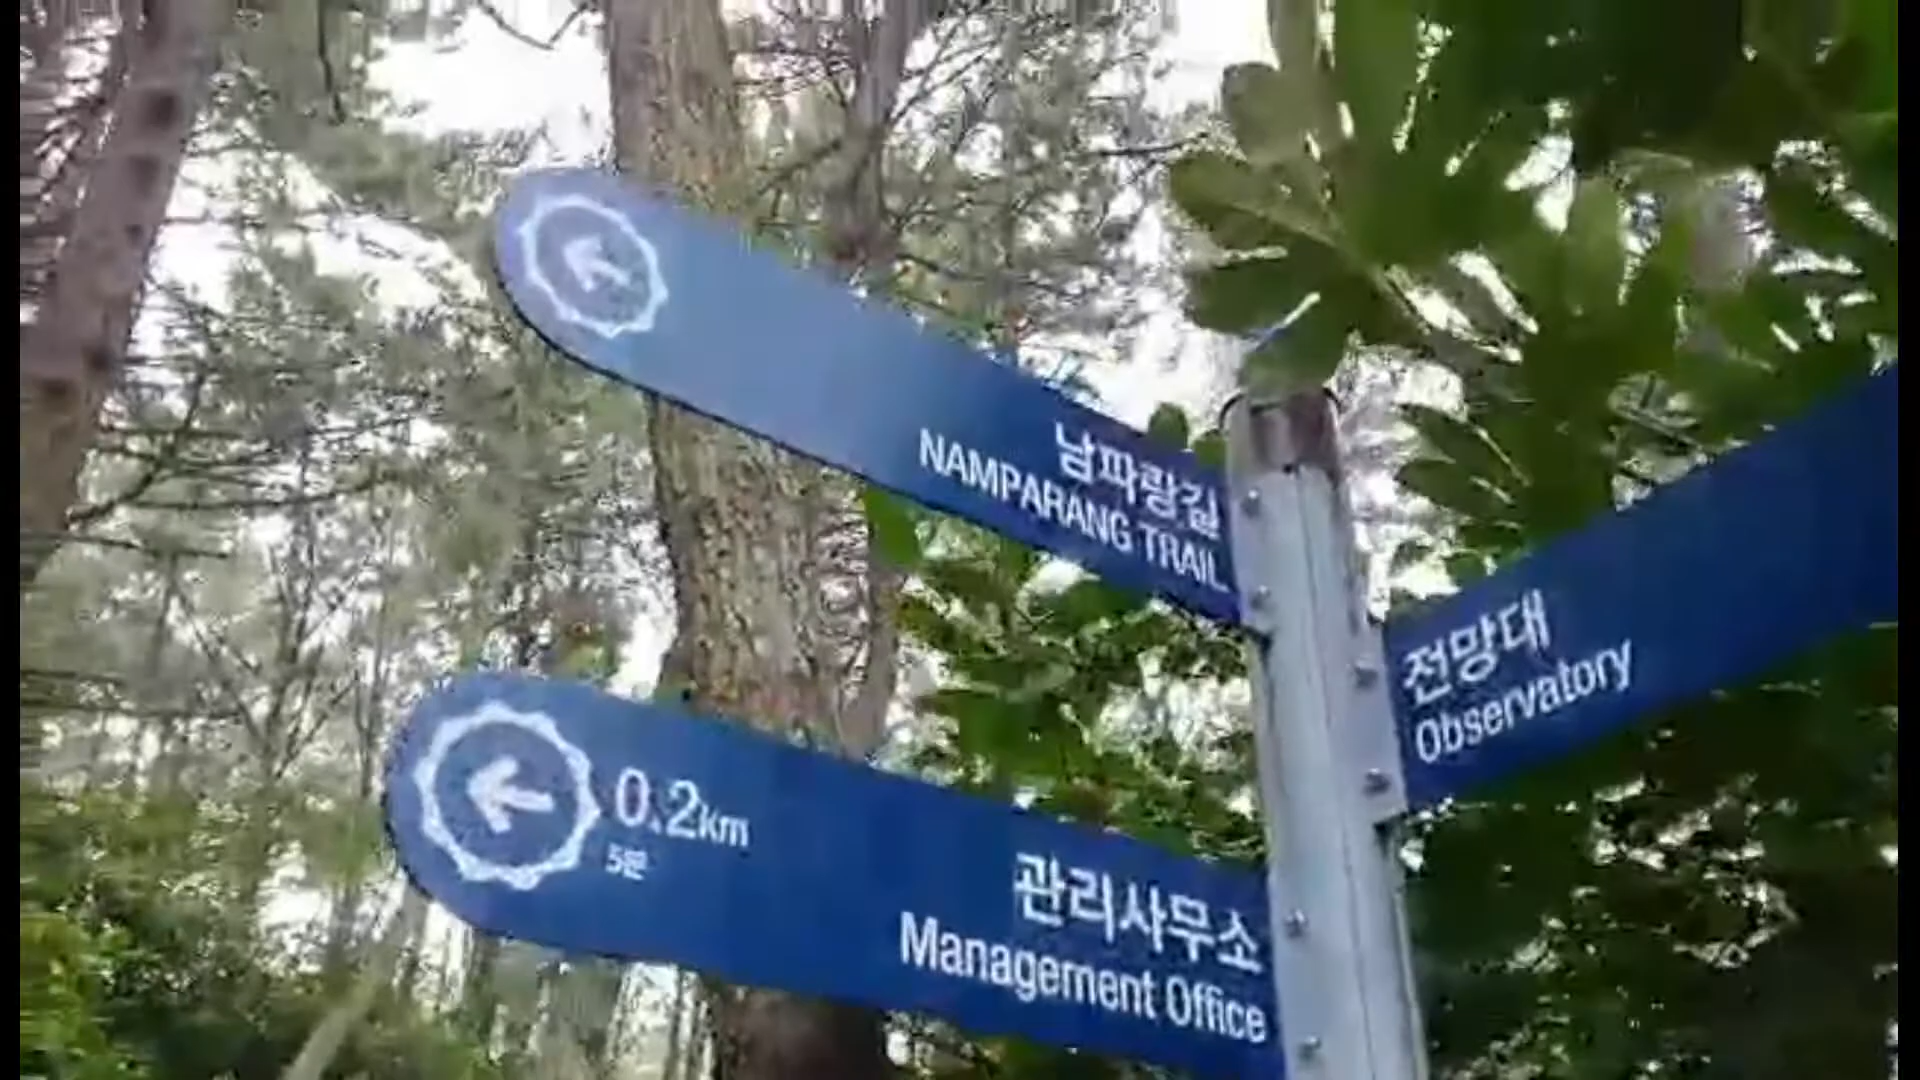 남파랑길
NAMPARANG TRAIL
전망대
Observatory
0.2km
5분
관리사무소
Management Office